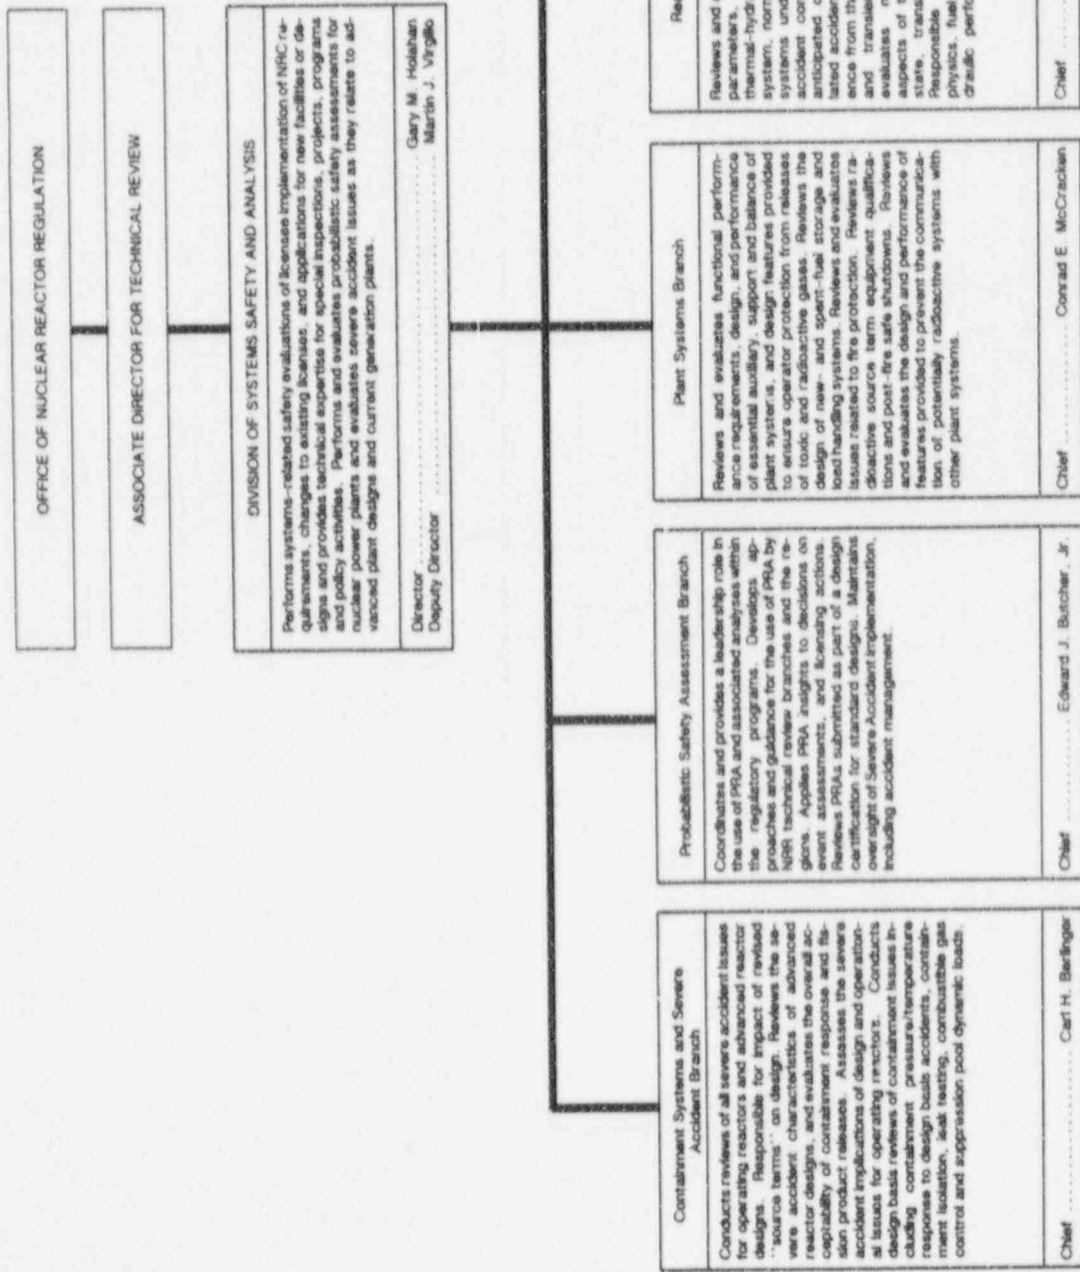 OFFICE OF NUCLEAR REACTOR REGULATION
ASSOCIATE DIRECTOR FOR TECHNICAL REVIEW
DIVISION OF SYSTEMS SAFETY AND ANALYSIS
Performs systems-related safety evaluations of licensee implementation of NRC re-
quirements, changes to existing licenses, and applications for new facilities or de-
signs and provides technical expertise for special inspections, projects, programs
and policy activities. Performs and evaluates probabilistic safety assessments for
nuclear power plants and evaluates severe accident issues as they relate to ad-
vanced plant designs and current generation plants.
Director .......... Gary M. Holahan
Deputy Director .......... Martin J. Virgilio
Containment Systems and Severe
Accident Branch
Conducts reviews of all severe accident issues
for operating reactors and advanced reactor
designs. Responsible for impact of revised
"source terms" on design. Reviews the se-
vere accident characteristics of advanced
reactor designs, and evaluates the overall ac-
ceptability of containment response and fis-
sion product releases. Assesses the severe
accident implications of design and operation-
al issues for operating reactors. Conducts
design basis reviews of containment issues in-
cluding containment pressure/temperature
response to design basis accidents, contain-
ment isolation, leak testing, combustible gas
control and suppression pool dynamic loads.
Chief .......... Carl H. Berlinger
Probabilistic Safety Assessment Branch
Coordinates and provides a leadership role in
the use of PRA and associated analyses within
the regulatory programs. Develops ap-
proaches and guidance for the use of PRA by
NRR technical review branches and the re-
gions. Applies PRA insights to decisions on
event assessments, and licensing actions.
Reviews PRAs submitted as part of a design
certification for standard designs. Maintains
oversight of Severe Accident Implementation,
including accident management.
Chief .......... Edward J. Butcher, Jr.
Plant Systems Branch
Reviews and evaluates functional perform-
ance requirements, design, and performance
of essential auxiliary, support and balance of
plant systems, and design features provided
to ensure operator protection from releases
of toxic and radioactive gases. Reviews the
design of new- and spent-fuel storage and
load handling systems. Reviews and evaluates
issues related to fire protection. Reviews ra-
dioactive source term equipment qualifica-
tions and post-fire safe shutdowns. Reviews
and evaluates the design and performance of
features provided to prevent the communica-
tion of potentially radioactive systems with
other plant systems.
Chief .......... Conrad E. McCracken
Rea
Reviews and
parameters.
thermal-hydr
system, norm
systems und
accident con
anticipated o
lated acciden
ence from th
and transien
evaluates
aspects of
state, trans
Responsible
physics, fuel
draulic perfo
Chief ....